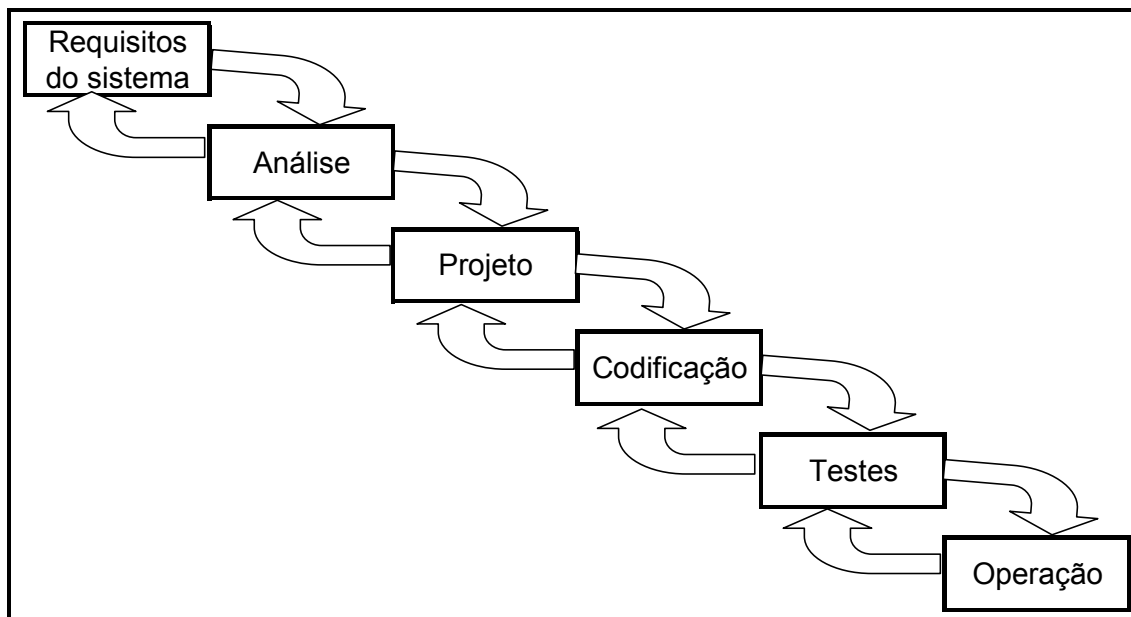 Requisitos
do sistema
Análise
Projeto
Codificação
Testes
Operação